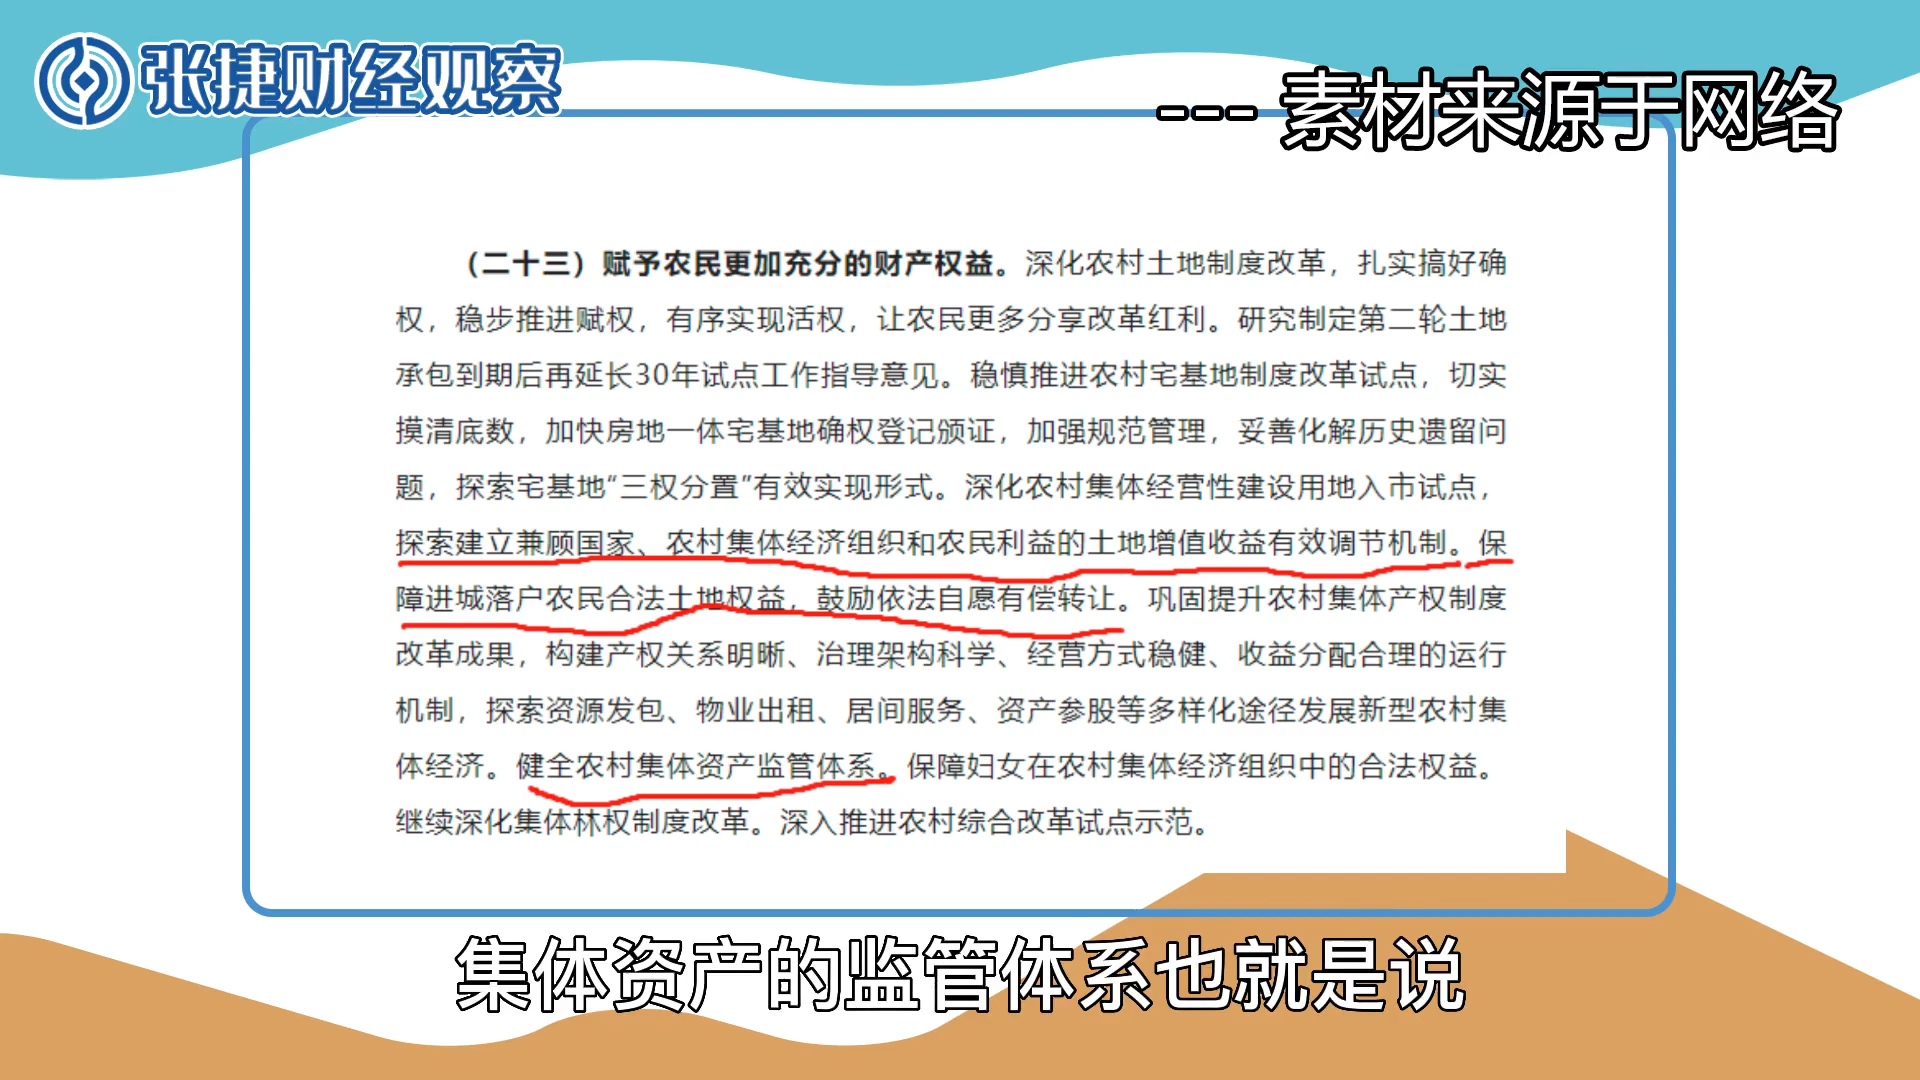 张捷财经观察
--- 素材来源于网络
（二十三）赋予农民更加充分的财产权益。深化农村土地制度改革，扎实搞好确
权，稳步推进赋权，有序实现活权，让农民更多分享改革红利。研究制定第二轮土地
承包到期后再延长30年试点工作指导意见。稳慎推进农村宅基地制度改革试点，切实
摸清底数，加快房地一体宅基地确权登记颁证，加强规范管理，妥善化解历史遗留问
题，探索宅基地“三权分置”有效实现形式。深化农村集体经营性建设用地入市试点，
探索建立兼顾国家、农村集体经济组织和农民利益的土地增值收益有效调节机制。保
障进城落户农民合法土地权益，鼓励依法自愿有偿转让。巩固提升农村集体产权制度
改革成果，构建产权关系明晰、治理架构科学、经营方式稳健、收益分配合理的运行
机制，探索资源发包、物业出租、居间服务、资产参股等多样化途径发展新型农村集
体经济。健全农村集体资产监管体系。保障妇女在农村集体经济组织中的合法权益。
继续深化集体林权制度改革。深入推进农村综合改革试点示范。
集体资产的监管体系也就是说